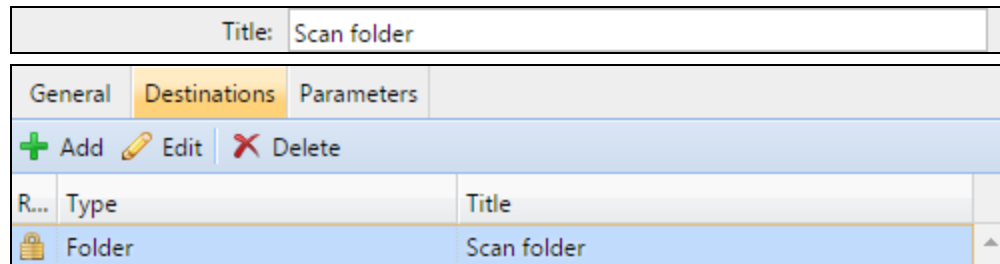 Title: Scan folder
General Destinations Parameters
Add Edit Delete
R... Type Title
Folder Scan folder